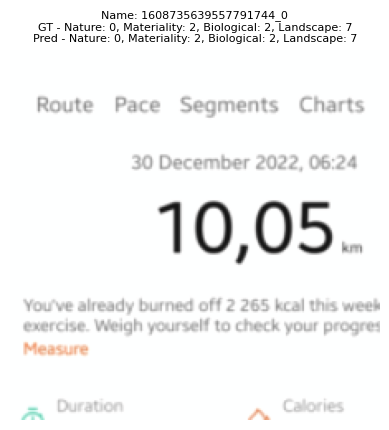 Name: 1608735639557791744_0
GT - Nature: 0, Materiality: 2, Biological: 2, Landscape: 7
Pred - Nature: 0, Materiality: 2, Biological: 2, Landscape: 7
Route Pace Segments Charts
30 December 2022, 06:24
10,05 km
You've already burned off 2 265 kcal this week
exercise. Weigh yourself to check your progres
Measure
Duration Calories